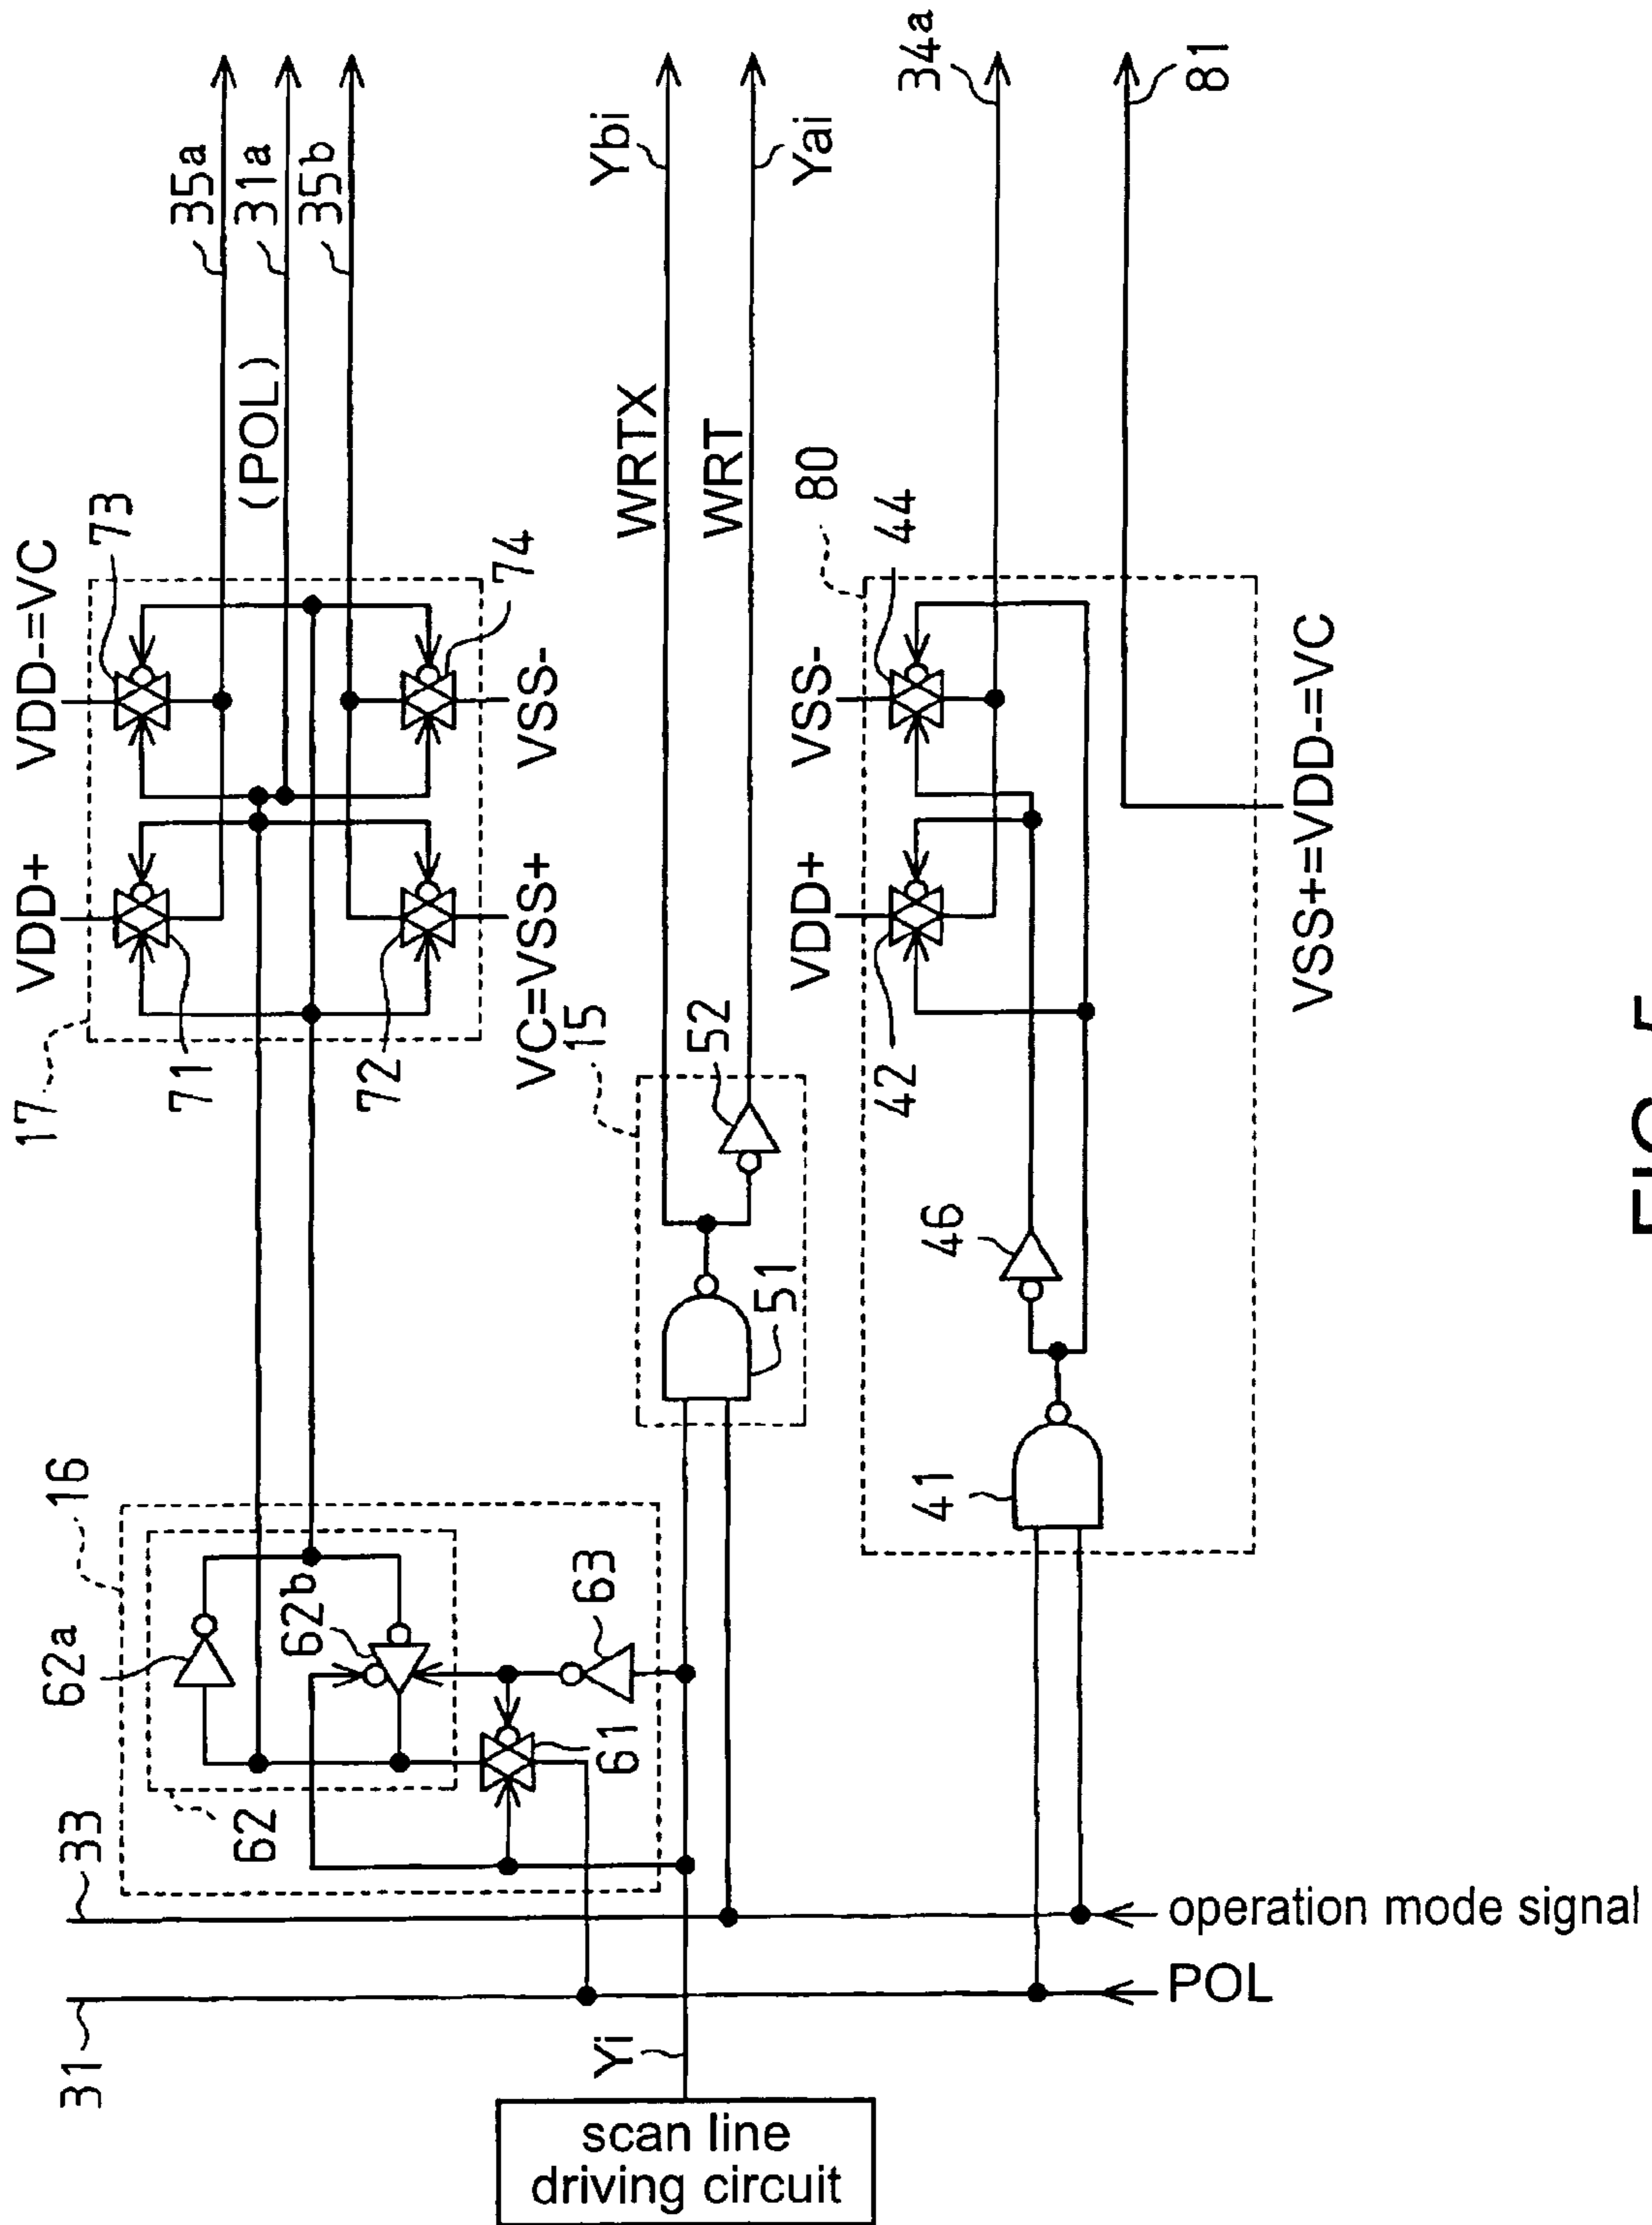 35a
31a
35b
(POL)
VDD-=VC
73
VDD+
17
71
72
74
VSS-
VC=VSS+
Ybi
Yai
WRTX
WRT
15
52
51
34a
81
80
44
VSS-
VDD+
42
46
41
VSS+=VDD-=VC
16
62a
62b
63
61
62
33
31
operation mode signal
POL
Yi
scan line
driving circuit